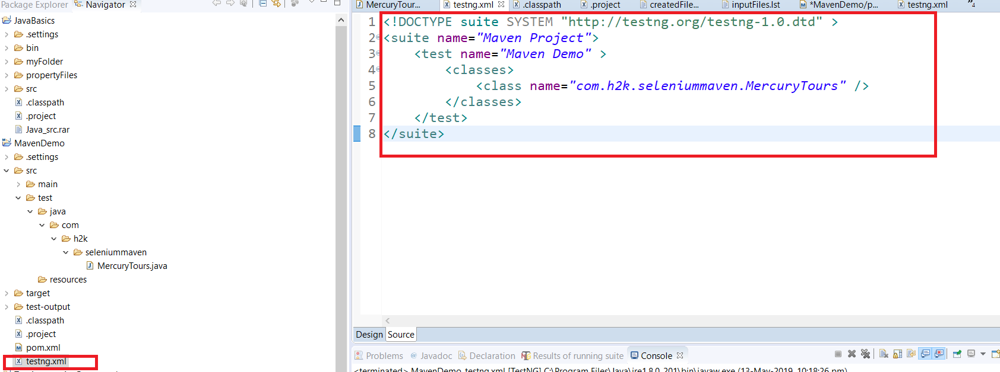 Package Explorer Navigator
JavaBasics
.settings
bin
myFolder
propertyFiles
src
.classpath
.project
Java_src.rar
MavenDemo
.settings
src
main
test
java
com
h2k
seleniummaven
MercuryTours.java
resources
target
test-output
.classpath
.project
pom.xml
testng.xml
MercuryTour... testng.xml .classpath .project createdFile... inputFiles.lst *MavenDemo/p... testng.xml »4
1 <!DOCTYPE suite SYSTEM "http://testng.org/testng-1.0.dtd" >
2 <suite name="Maven Project">
3 <test name="Maven Demo" >
4 <classes>
5 <class name="com.h2k.seleniummaven.MercuryTours" />
6 </classes>
7 </test>
8 </suite>
Design Source
Problems @ Javadoc Declaration Results of running suite Console
<terminated> MavenDemo_testng.xml [TestNG] C:\Program Files\Java\jre1.8.0_201\bin\javaw.exe (13-May-2019, 10:18:26 pm)